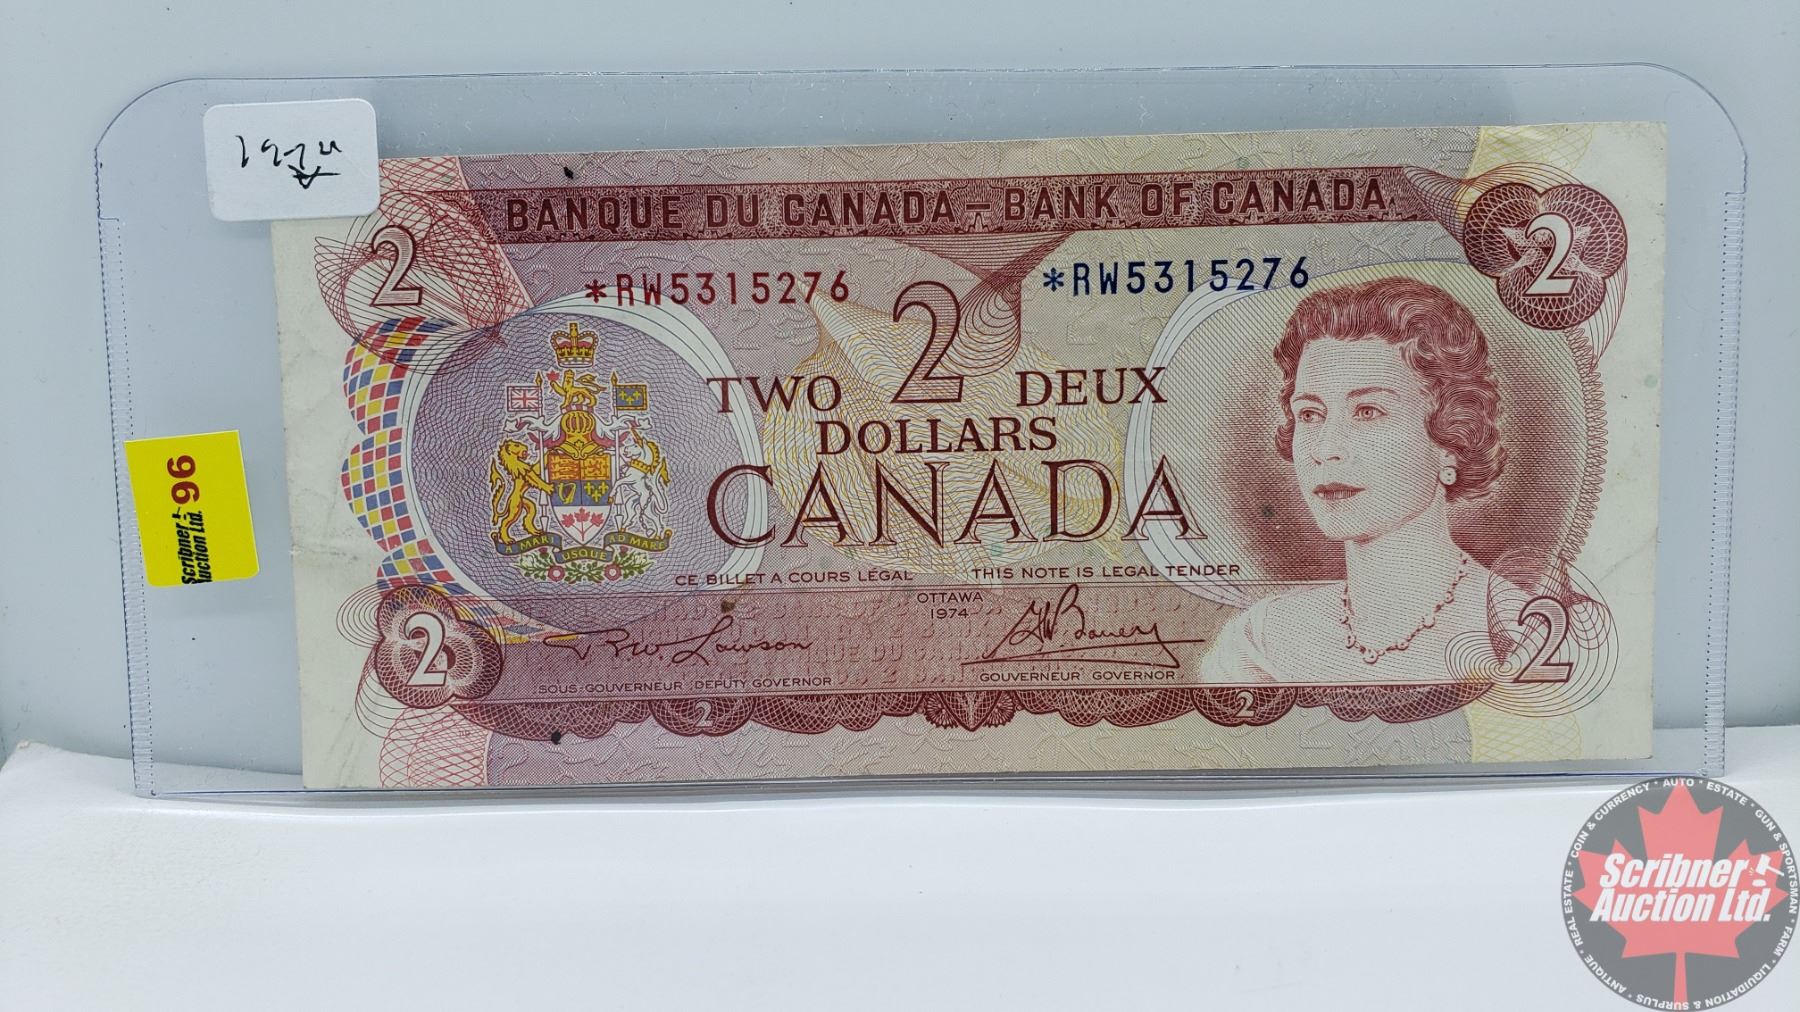 1974
BANQUE DU CANADA – BANK OF CANADA
2
2
*RW5315276
*RW5315276
2
TWO DEUX
DOLLARS
CANADA
A MARI USQUE AD MARE
CE BILLET A COURS LÉGAL
THIS NOTE IS LEGAL TENDER
OTTAWA
1974
2
2
R.W. Lawson
G.K. Bouey
SOUS-GOUVERNEUR DEPUTY GOVERNOR
GOUVERNEUR GOVERNOR
2
2
96
Scribner
Auction Ltd.
Scribner
Auction Ltd.
COIN & CURRENCY * AUTO * ESTATE * GUN & SPORTSMAN * FARM * LIQUIDATION & SURPLUS * ANTIQUE * REAL ESTATE *